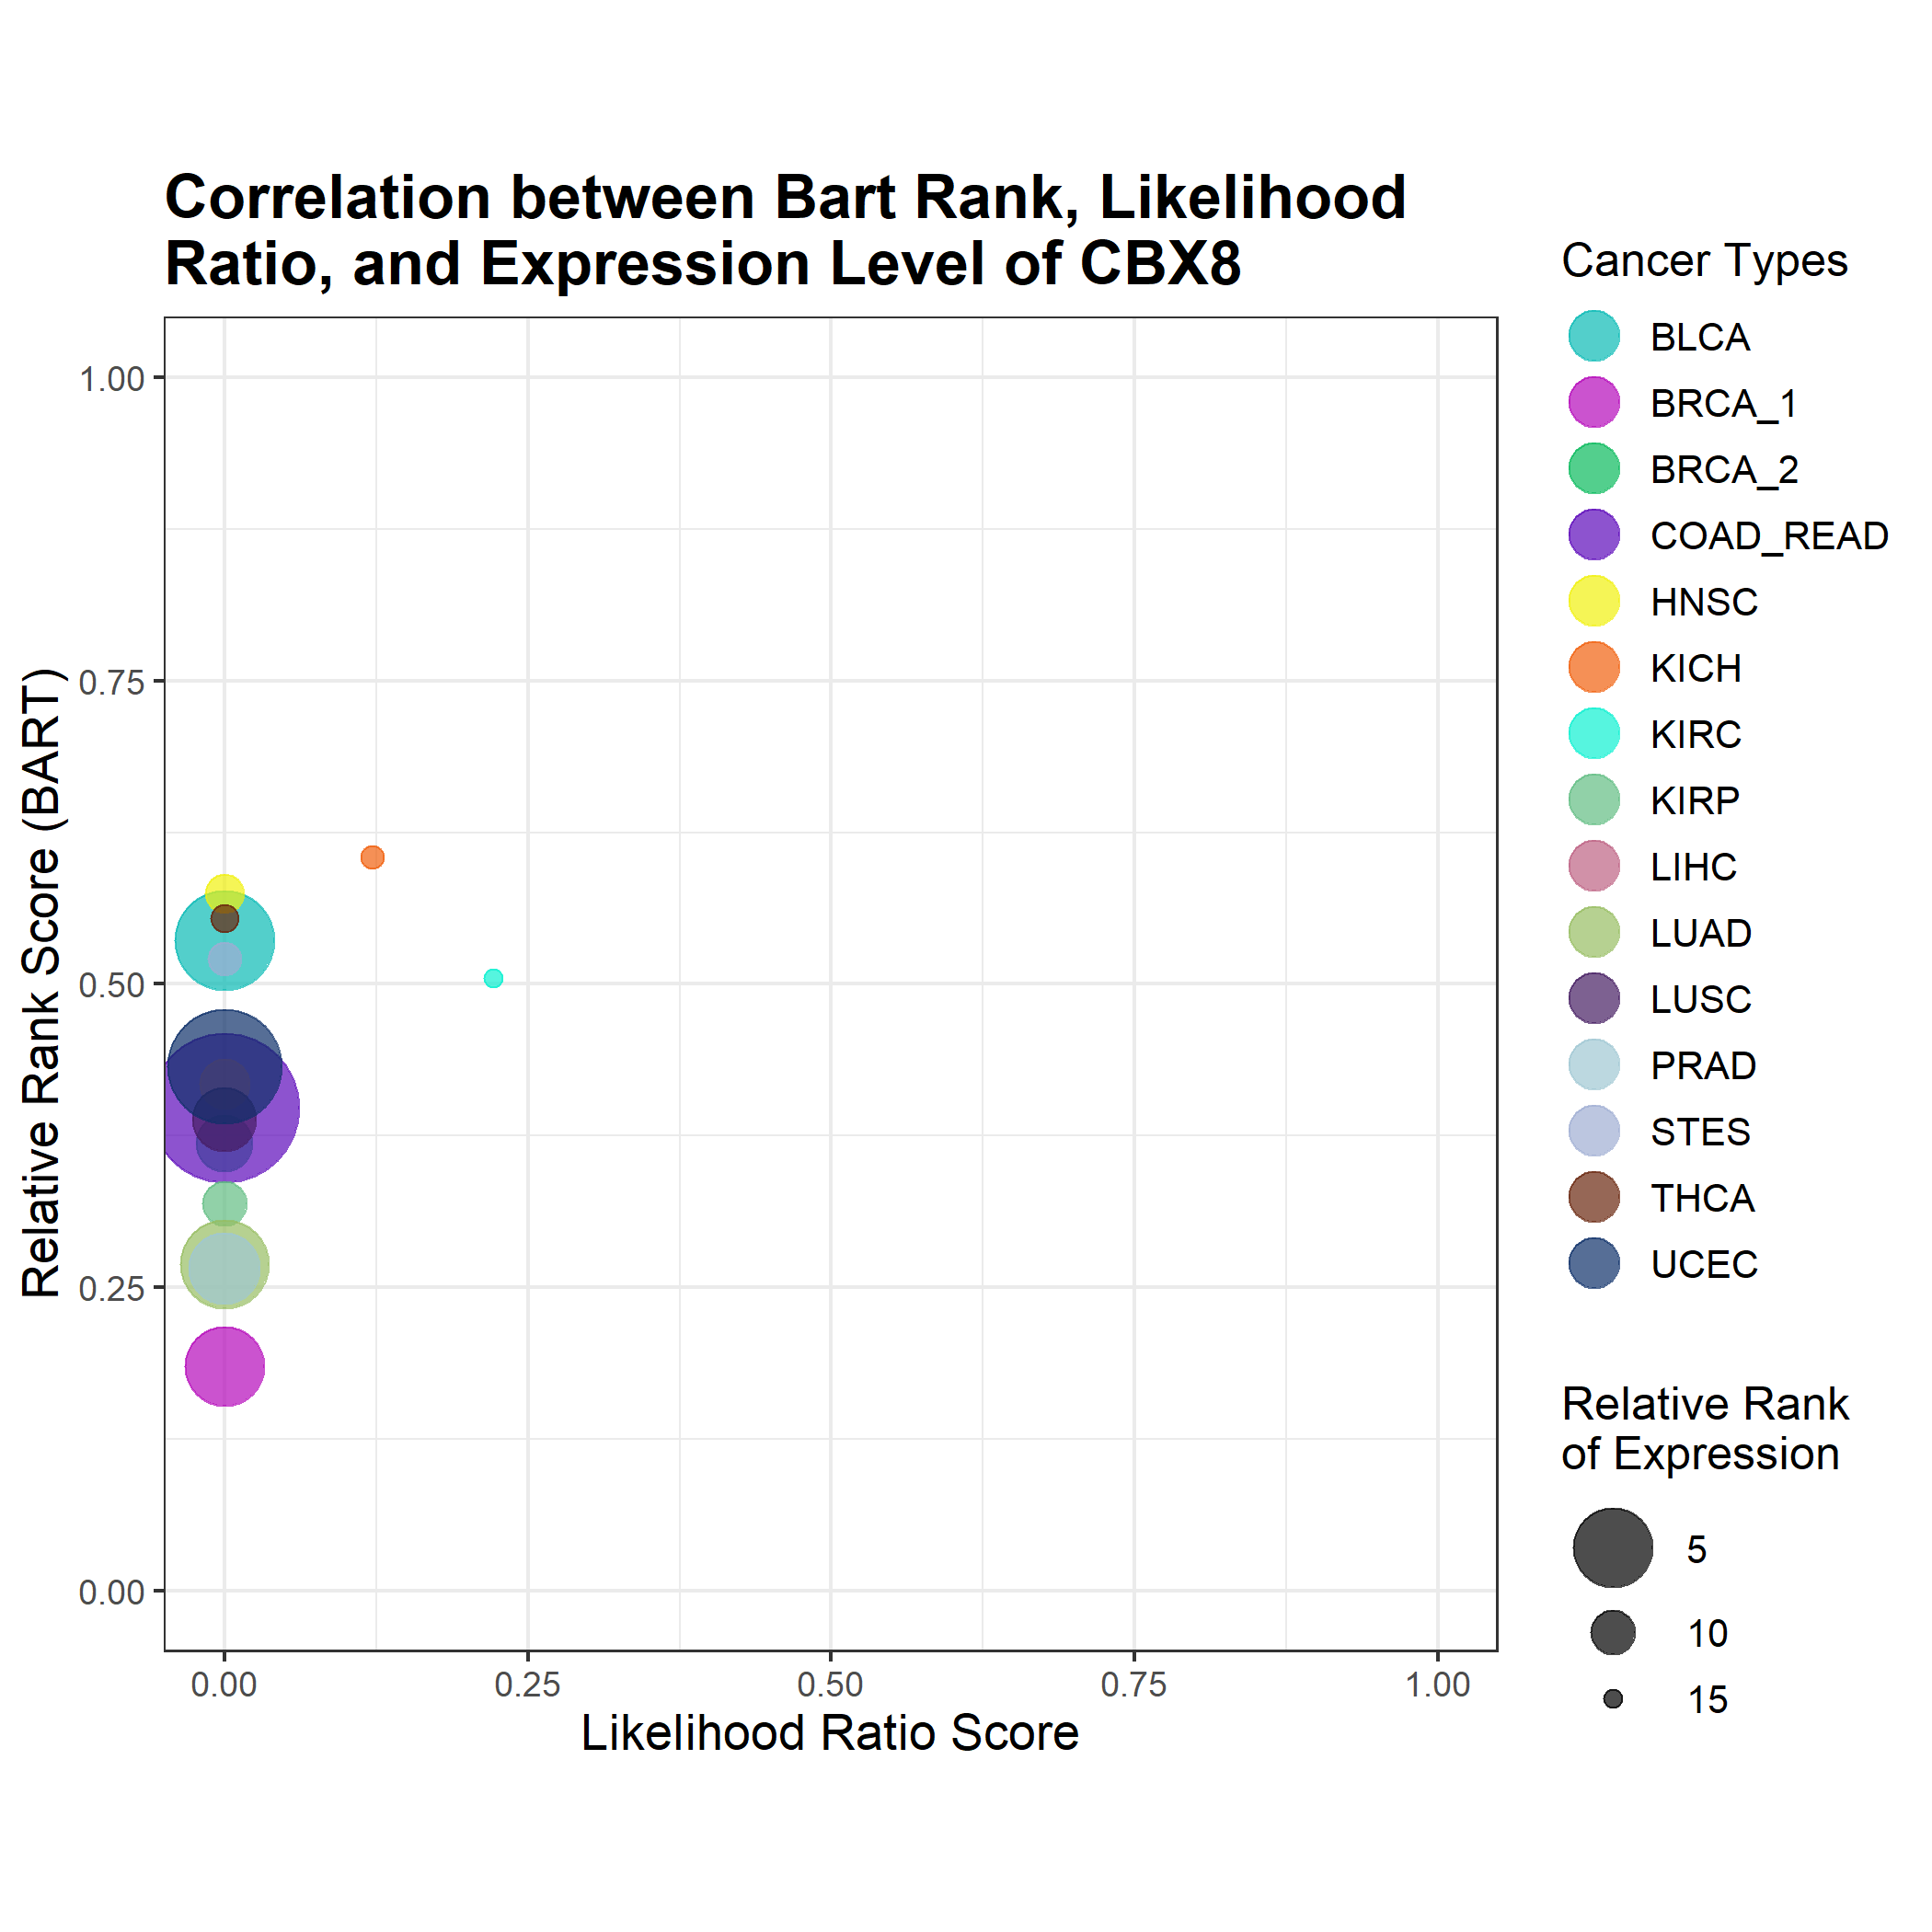 Correlation between Bart Rank, Likelihood
Ratio, and Expression Level of CBX8
Relative Rank Score (BART)
1.00
0.75
0.50
0.25
0.00
0.00 0.25 0.50 0.75 1.00
Likelihood Ratio Score
Cancer Types
BLCA
BRCA_1
BRCA_2
COAD_READ
HNSC
KICH
KIRC
KIRP
LIHC
LUAD
LUSC
PRAD
STES
THCA
UCEC
Relative Rank
of Expression
5
10
15